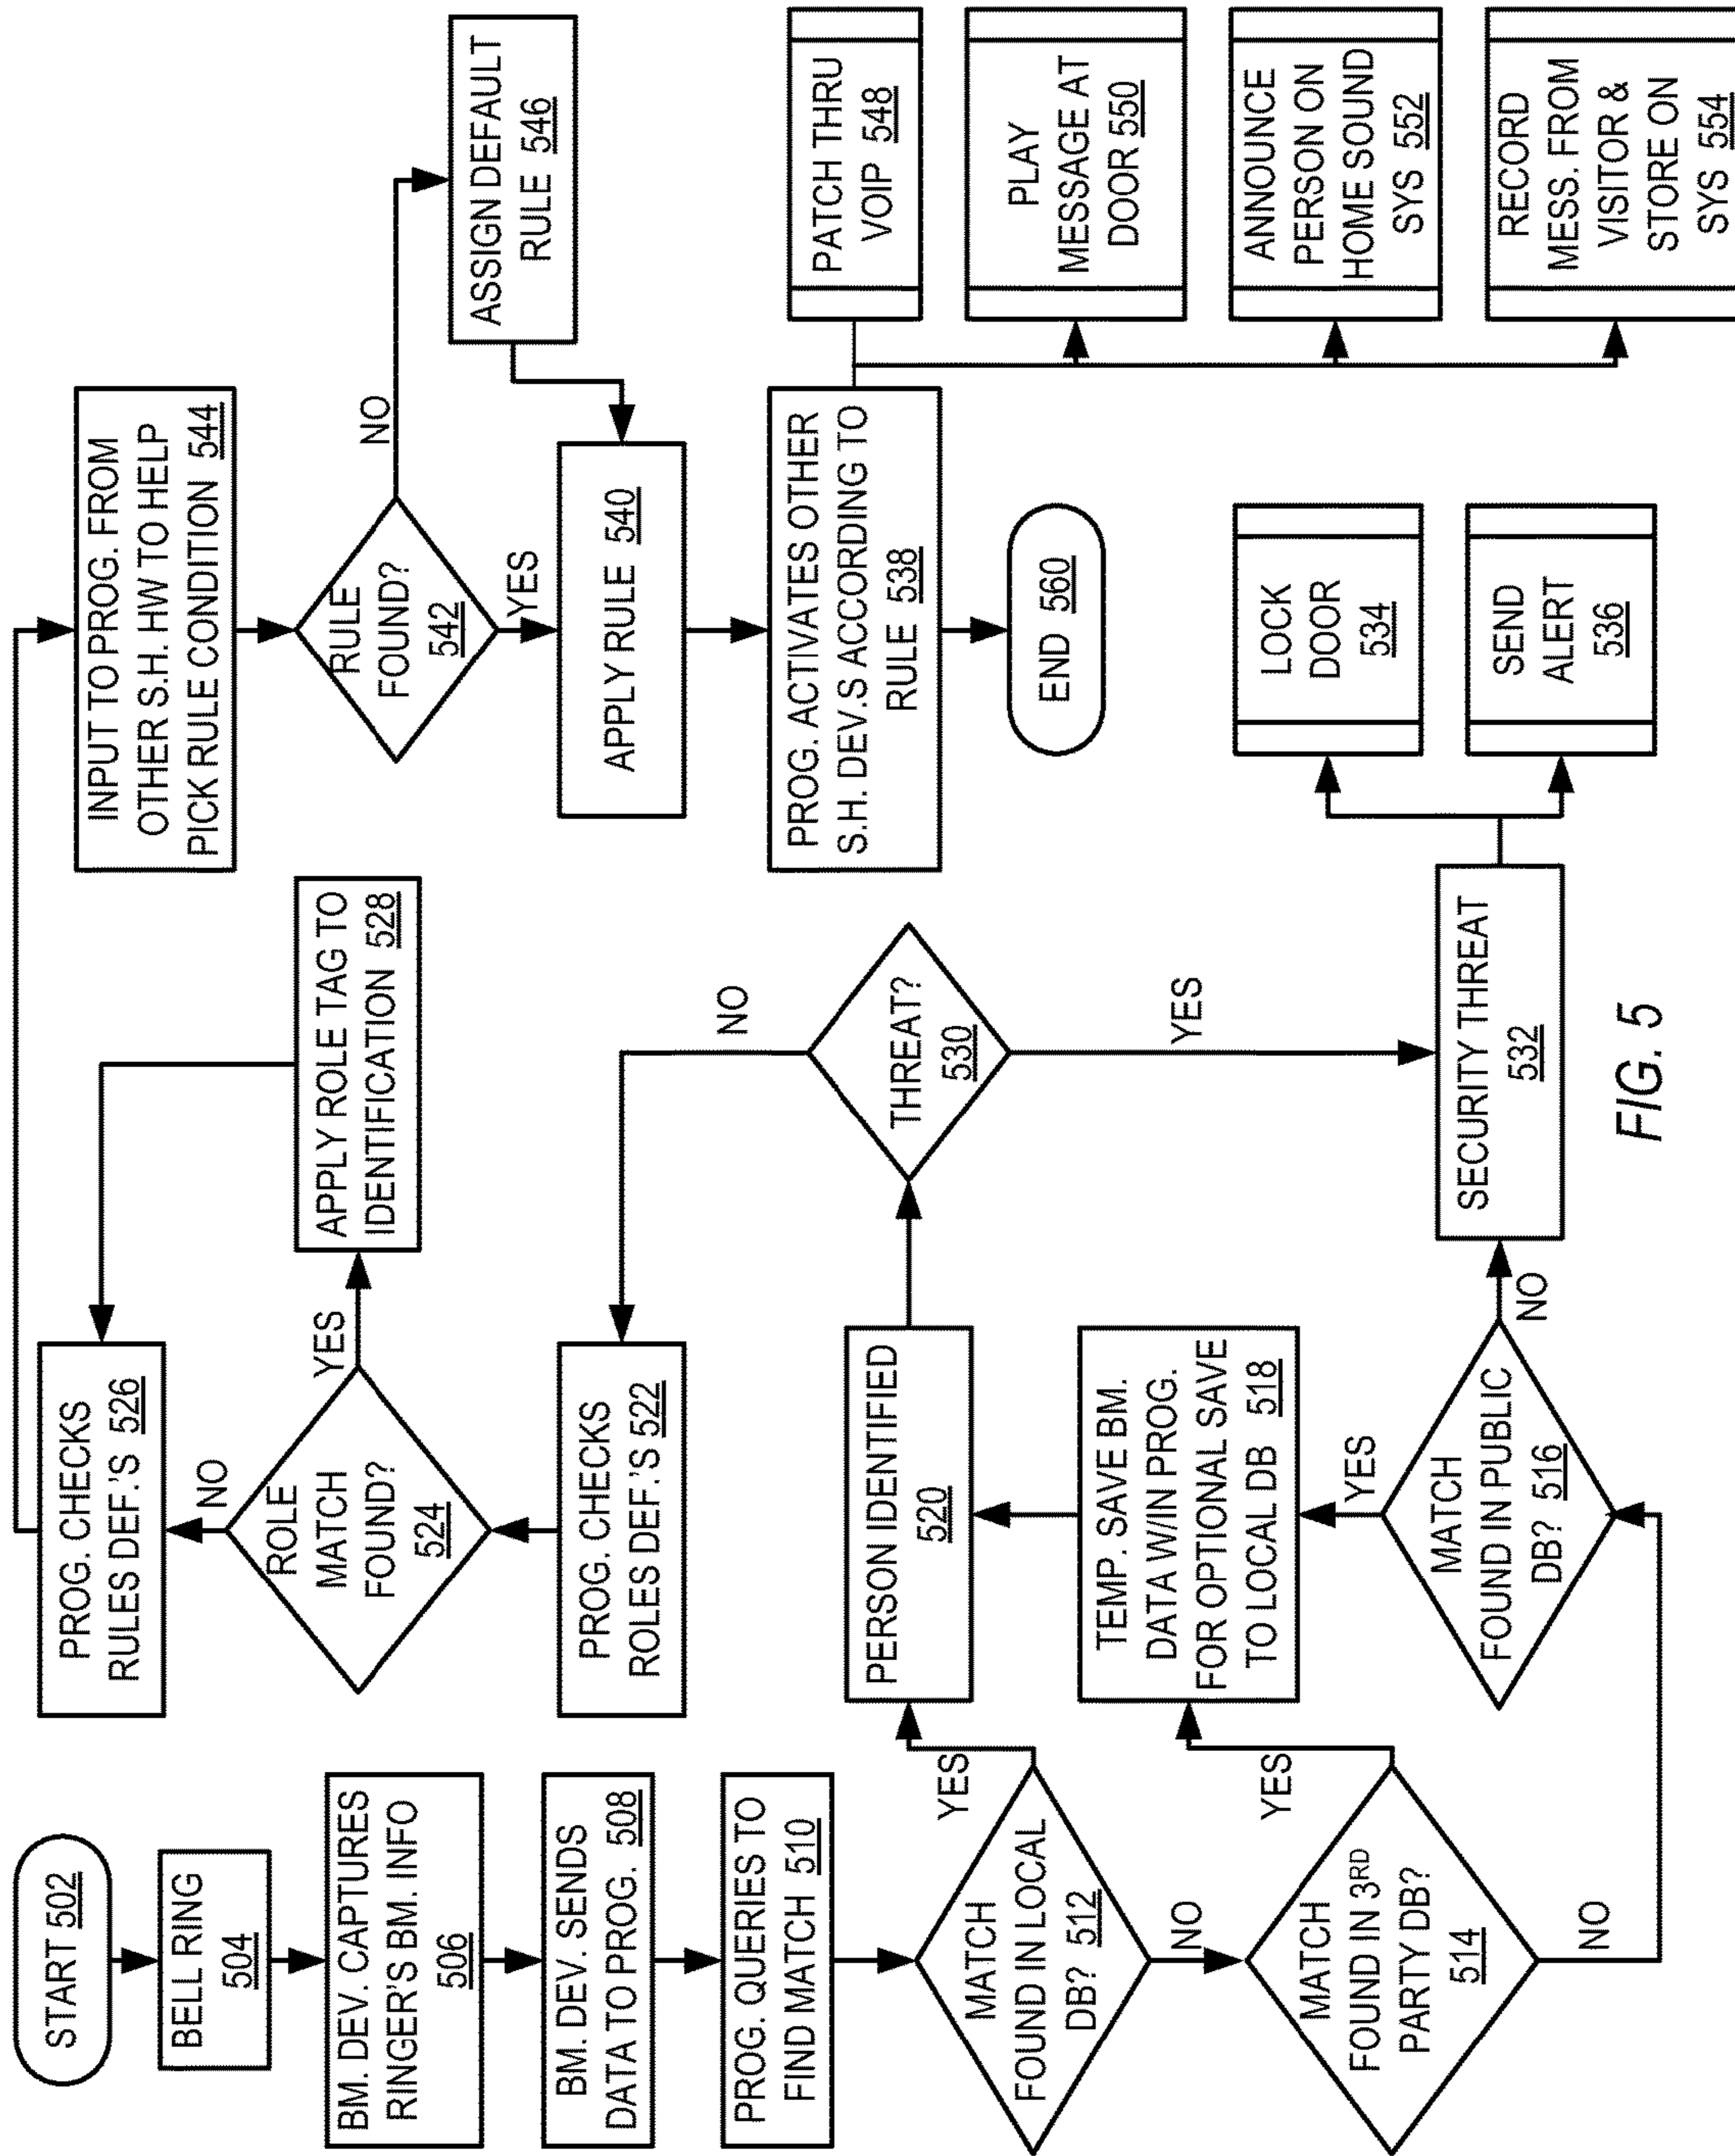 START 502
BELL RING
504
BM. DEV. CAPTURES
RINGER'S BM. INFO
506
BM. DEV. SENDS
DATA TO PROG. 508
PROG. QUERIES TO
FIND MATCH 510
MATCH
FOUND IN LOCAL
DB? 512
YES
NO
MATCH
FOUND IN 3RD
PARTY DB?
514
YES
NO
MATCH
FOUND IN PUBLIC
DB? 516
YES
NO
TEMP. SAVE BM.
DATA W/IN PROG.
FOR OPTIONAL SAVE
TO LOCAL DB 518
PERSON IDENTIFIED
520
THREAT?
530
NO
YES
PROG. CHECKS
ROLES DEF.'S 522
ROLE
MATCH
FOUND?
524
NO
YES
APPLY ROLE TAG TO
IDENTIFICATION 528
PROG. CHECKS
RULES DEF.'S 526
SECURITY THREAT
532
LOCK
DOOR
534
SEND
ALERT
536
INPUT TO PROG. FROM
OTHER S.H. HW TO HELP
PICK RULE CONDITION 544
RULE
FOUND?
542
NO
YES
ASSIGN DEFAULT
RULE 546
APPLY RULE 540
PROG. ACTIVATES OTHER
S.H. DEV.S ACCORDING TO
RULE 538
END 560
PATCH THRU
VOIP 548
PLAY
MESSAGE AT
DOOR 550
ANNOUNCE
PERSON ON
HOME SOUND
SYS 552
RECORD
MESS. FROM
VISITOR &
STORE ON
SYS 554
FIG. 5